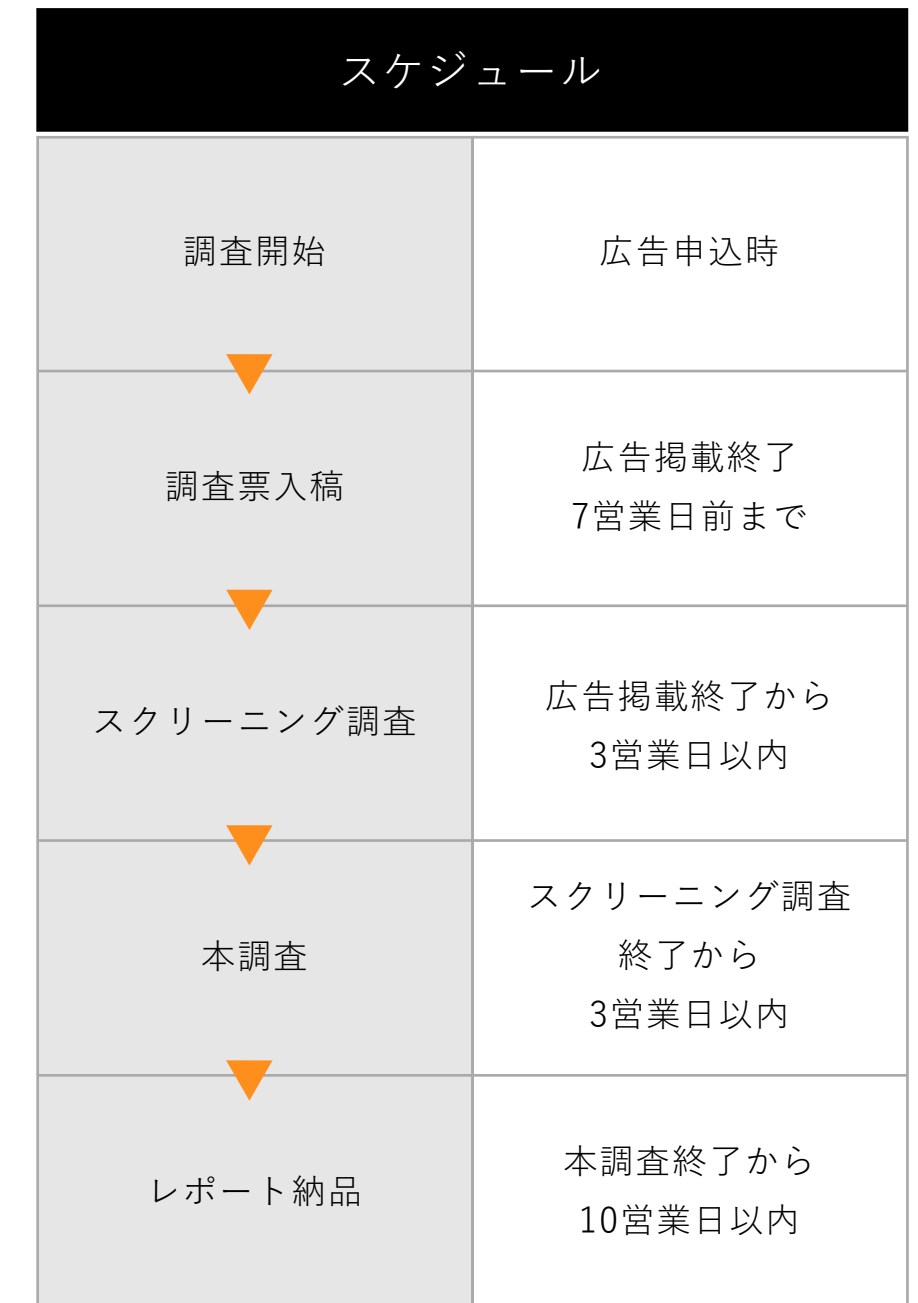 スケジュール
調査開始
広告申込時
調査票入稿
広告掲載終了
7営業日前まで
スクリーニング調査
広告掲載終了から
3営業日以内
本調査
スクリーニング調査
終了から
3営業日以内
レポート納品
本調査終了から
10営業日以内